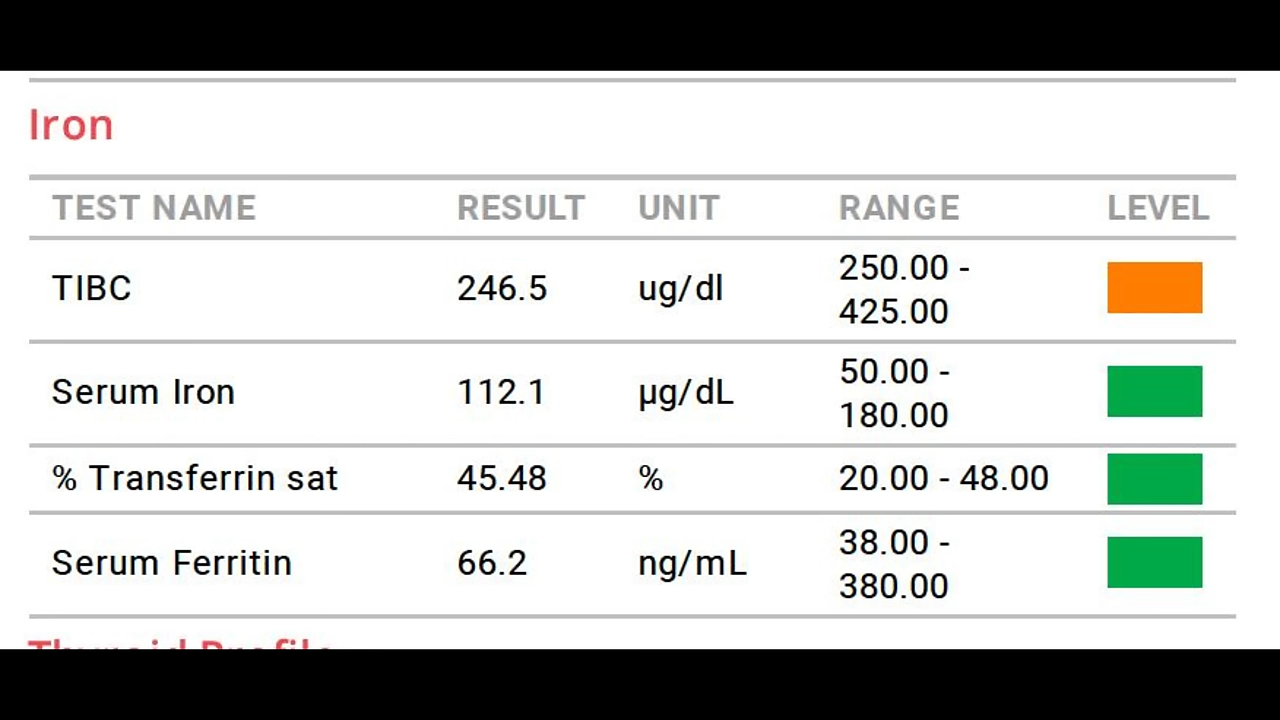 Iron
TEST NAME RESULT UNIT RANGE LEVEL
TIBC 246.5 ug/dl 250.00 -
425.00
Serum Iron 112.1 µg/dL 50.00 -
180.00
% Transferrin sat 45.48 % 20.00 - 48.00
Serum Ferritin 66.2 ng/mL 38.00 -
380.00
Thyroid Profile